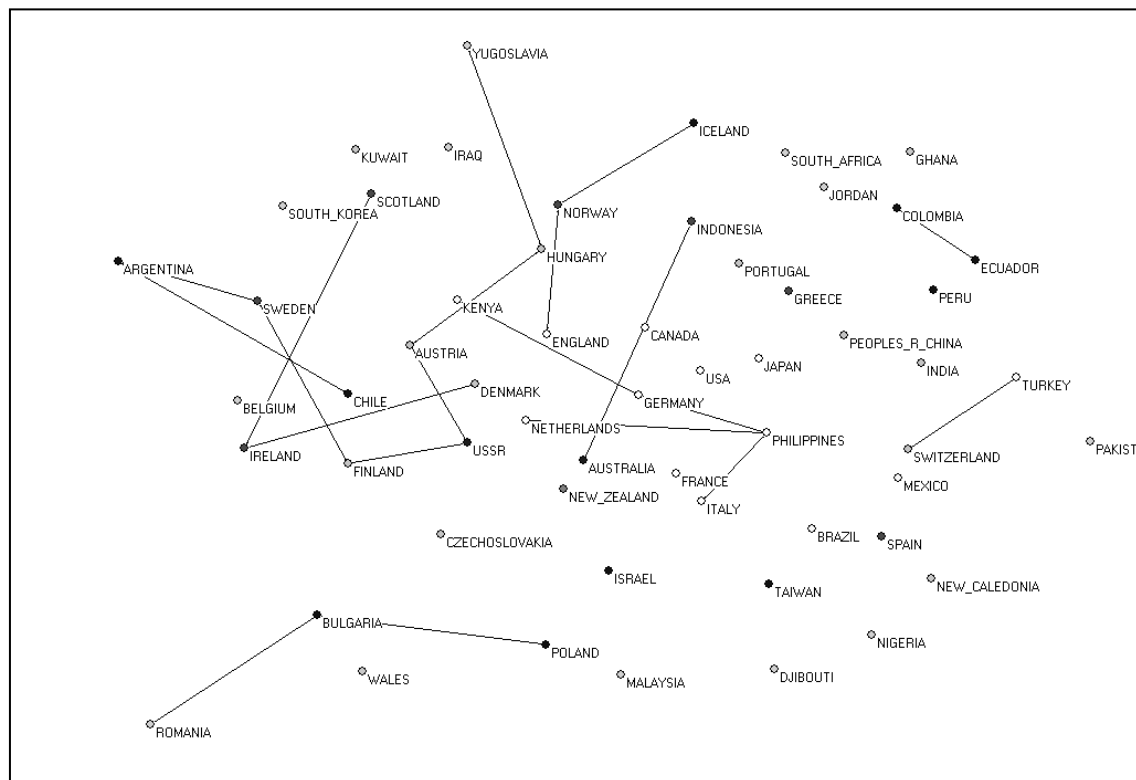 YUGOSLAVIA
ICELAND
KUWAIT
IRAQ
SOUTH_AFRICA
GHANA
JORDAN
SCOTLAND
SOUTH_KOREA
NORWAY
COLOMBIA
INDONESIA
HUNGARY
ARGENTINA
PORTUGAL
ECUADOR
GREECE
PERU
SWEDEN
KENYA
CANADA
ENGLAND
PEOPLES_R_CHINA
AUSTRIA
JAPAN
INDIA
USA
TURKEY
DENMARK
CHILE
GERMANY
BELGIUM
NETHERLANDS
PHILIPPINES
PAKIST
USSR
IRELAND
SWITZERLAND
FINLAND
AUSTRALIA
FRANCE
MEXICO
NEW_ZEALAND
ITALY
BRAZIL
CZECHOSLOVAKIA
SPAIN
ISRAEL
NEW_CALEDONIA
TAIWAN
BULGARIA
NIGERIA
POLAND
WALES
DJIBOUTI
MALAYSIA
ROMANIA